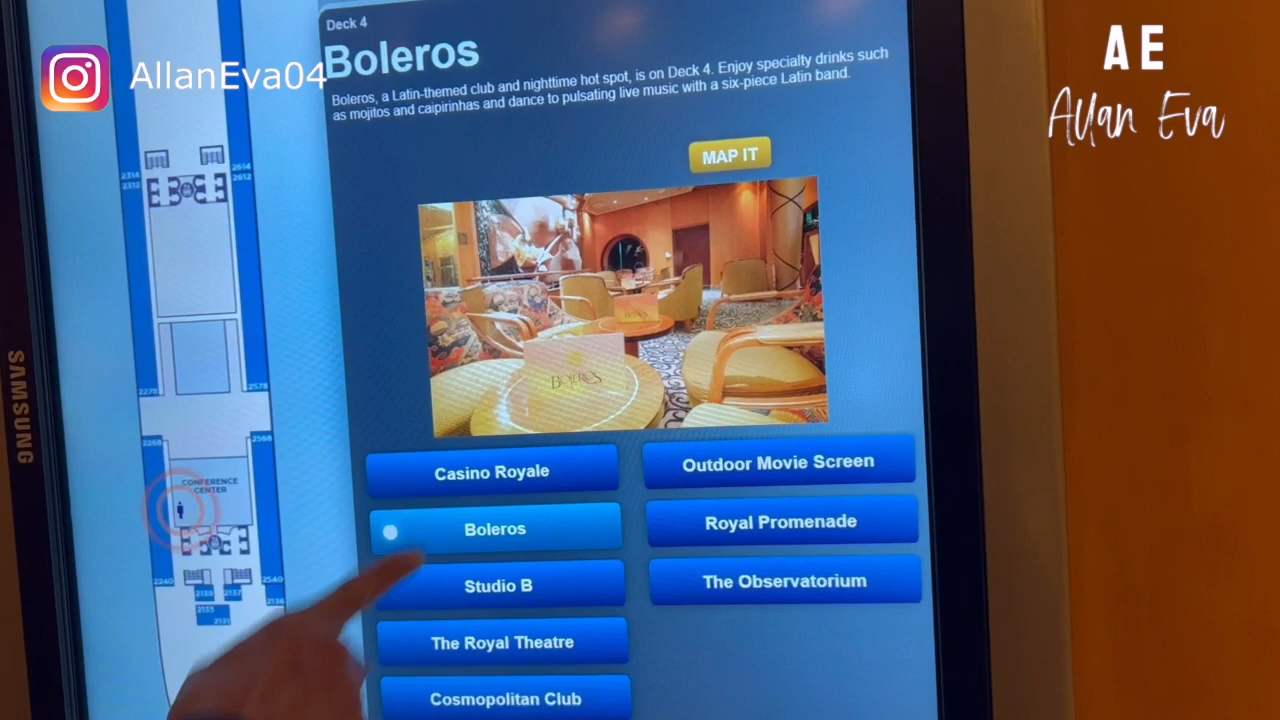 Deck 4
Boleros
Boleros, a Latin-themed club and nighttime hot spot, is on Deck 4. Enjoy specialty drinks such
as mojitos and caipirinhas and dance to pulsating live music with a six-piece Latin band.
MAP IT
BOLEROS
Casino Royale
Outdoor Movie Screen
Boleros
Royal Promenade
Studio B
The Observatorium
The Royal Theatre
Cosmopolitan Club
AllanEva04
AE
Allan Eva
SAMSUNG
2314
2312
2614
2612
2278
2578
2268
2568
CONFERENCE
CENTER
2240
2540
2139
2137
2136
2135
2131